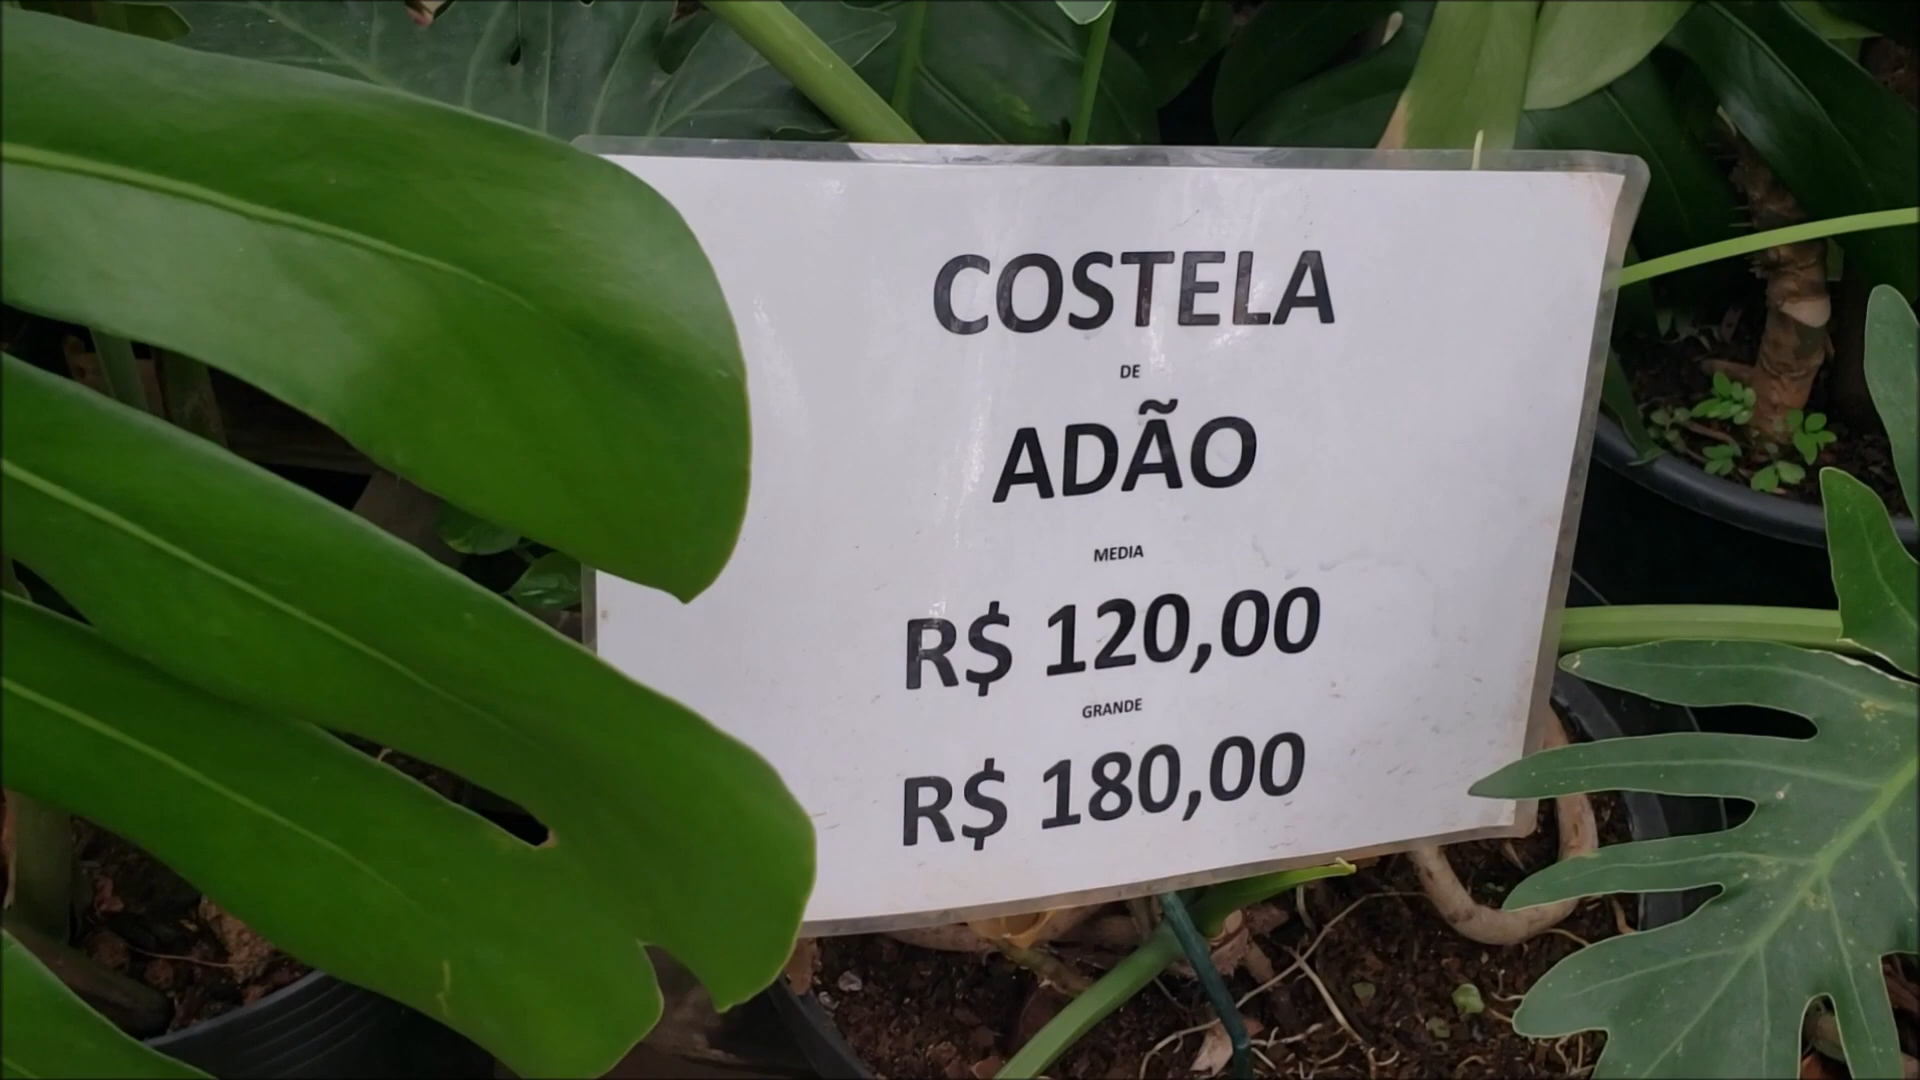 COSTELA
DE
ADÃO
MEDIA
R$ 120,00
GRANDE
R$ 180,00